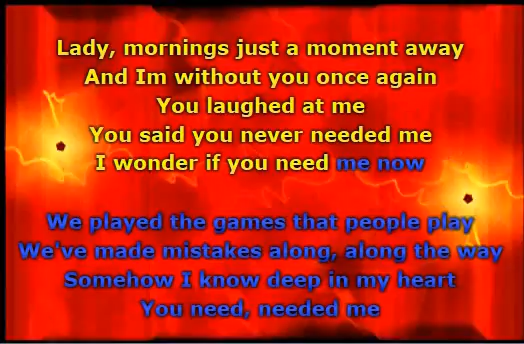 Lady, mornings just a moment away
And Im without you once again
You laughed at me
You said you never needed me
I wonder if you need me now
We played the games that people play
We've made mistakes along, along the way
Somehow I know deep in my heart
You need, needed me